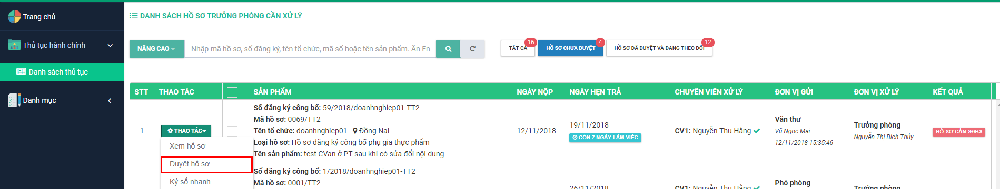 Trang chủ
Thủ tục hành chính
Danh sách thủ tục
Danh mục
DANH SÁCH HỒ SƠ TRƯỞNG PHÒNG CẦN XỬ LÝ
NÂNG CAO
Nhập mã hồ sơ, số đăng ký, tên tổ chức, mã số hoặc tên sản phẩm. Ấn En
TẤT CẢ 16
HỒ SƠ CHƯA DUYỆT 4
HỒ SƠ ĐÃ DUYỆT VÀ ĐANG THEO DÕI 12
STT THAO TÁC SẢN PHẨM NGÀY NỘP NGÀY HẸN TRẢ CHUYÊN VIÊN XỬ LÝ ĐƠN VỊ GỬI ĐƠN VỊ XỬ LÝ KẾT QUẢ
1
THAO TÁC
Xem hồ sơ
Duyệt hồ sơ
Ký số nhanh
Số đăng ký công bố: 59/2018/doanhnghiep01-TT2
Mã hồ sơ: 0069/TT2
Tên tổ chức: doanhnghiep01 - Đồng Nai
Loại hồ sơ: Hồ sơ đăng ký công bố phụ gia thực phẩm
Tên sản phẩm: test CVan ở PT sau khi có sửa đổi nội dung
12/11/2018
19/11/2018
CÒN 7 NGÀY LÀM VIỆC
CV1: Nguyễn Thu Hằng
Văn thư
Vũ Ngọc Mai
12/11/2018 15:35:46
Trưởng phòng
Nguyễn Thị Bích Thủy
HỒ SƠ CẦN SĐBS
Số đăng ký công bố: 1/2018/doanhnghiep01-TT2
Mã hồ sơ: 0001/TT2
26/11/2018
CV1: Nguyễn Thu Hằng
Phó phòng
Trưởng phòng